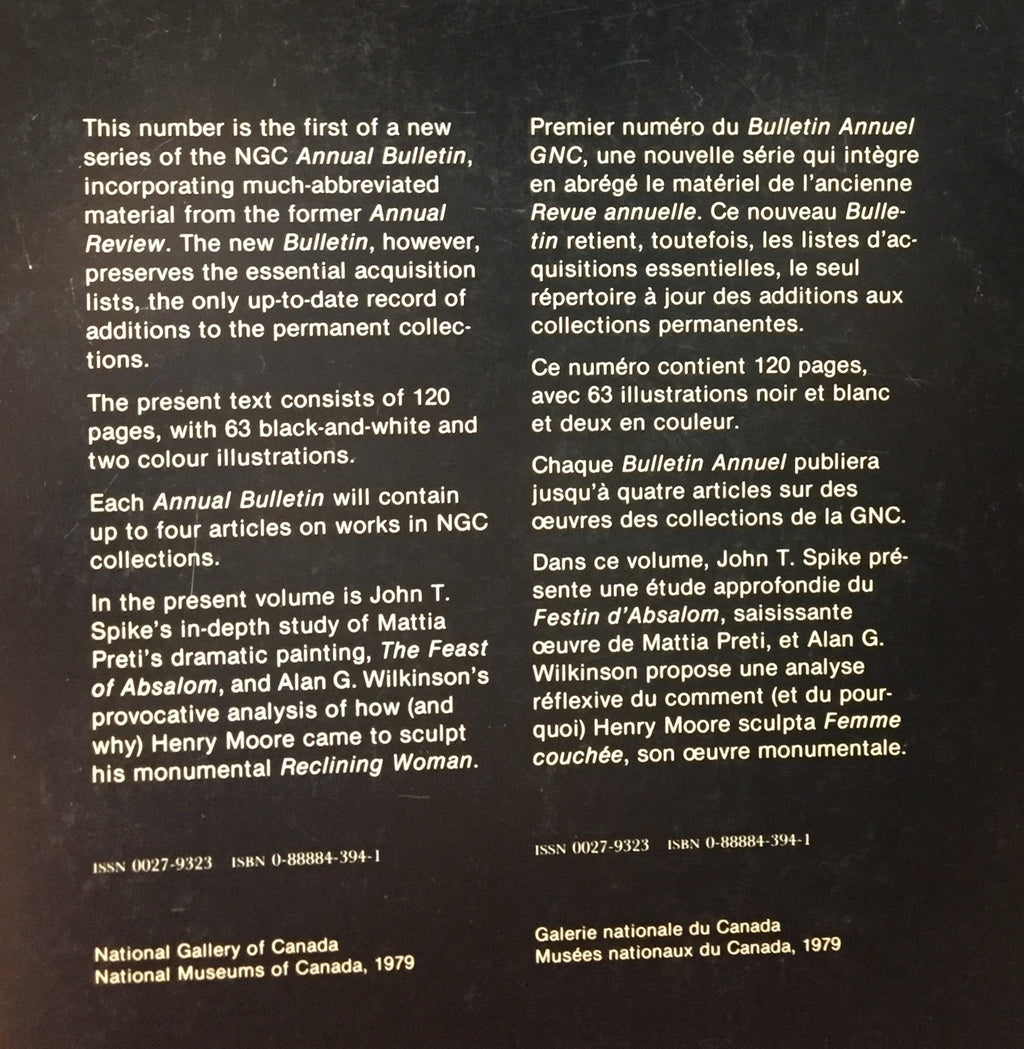 This number is the first of a new
series of the NGC Annual Bulletin,
incorporating much-abbreviated
material from the former Annual
Review. The new Bulletin, however,
preserves the essential acquisition
lists, the only up-to-date record of
additions to the permanent collec-
tions.
The present text consists of 120
pages, with 63 black-and-white and
two colour illustrations.
Each Annual Bulletin will contain
up to four articles on works in NGC
collections.
In the present volume is John T.
Spike's in-depth study of Mattia
Preti's dramatic painting, The Feast
of Absalom, and Alan G. Wilkinson's
provocative analysis of how (and
why) Henry Moore came to sculpt
his monumental Reclining Woman.
ISSN 0027-9323 ISBN 0-88884-394-1
National Gallery of Canada
National Museums of Canada, 1979
Premier numéro du Bulletin Annuel
GNC, une nouvelle série qui intègre
en abrégé le matériel de l'ancienne
Revue annuelle. Ce nouveau Bulle-
tin retient, toutefois, les listes d'ac-
quisitions essentielles, le seul
répertoire à jour des additions aux
collections permanentes.
Ce numéro contient 120 pages,
avec 63 illustrations noir et blanc
et deux en couleur.
Chaque Bulletin Annuel publiera
jusqu'à quatre articles sur des
œuvres des collections de la GNC.
Dans ce volume, John T. Spike pré-
sente une étude approfondie du
Festin d'Absalom, saisissante
œuvre de Mattia Preti, et Alan G.
Wilkinson propose une analyse
réflexive du comment (et du pour-
quoi) Henry Moore sculpta Femme
couchée, son œuvre monumentale.
ISSN 0027-9323 ISBN 0-88884-394-1
Galerie nationale du Canada
Musées nationaux du Canada, 1979